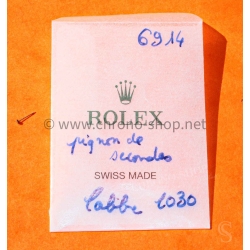 6914
ROLEX
© www.chrono-shop.net
pignon de
secondes
SWISS MADE
Calibre 1030